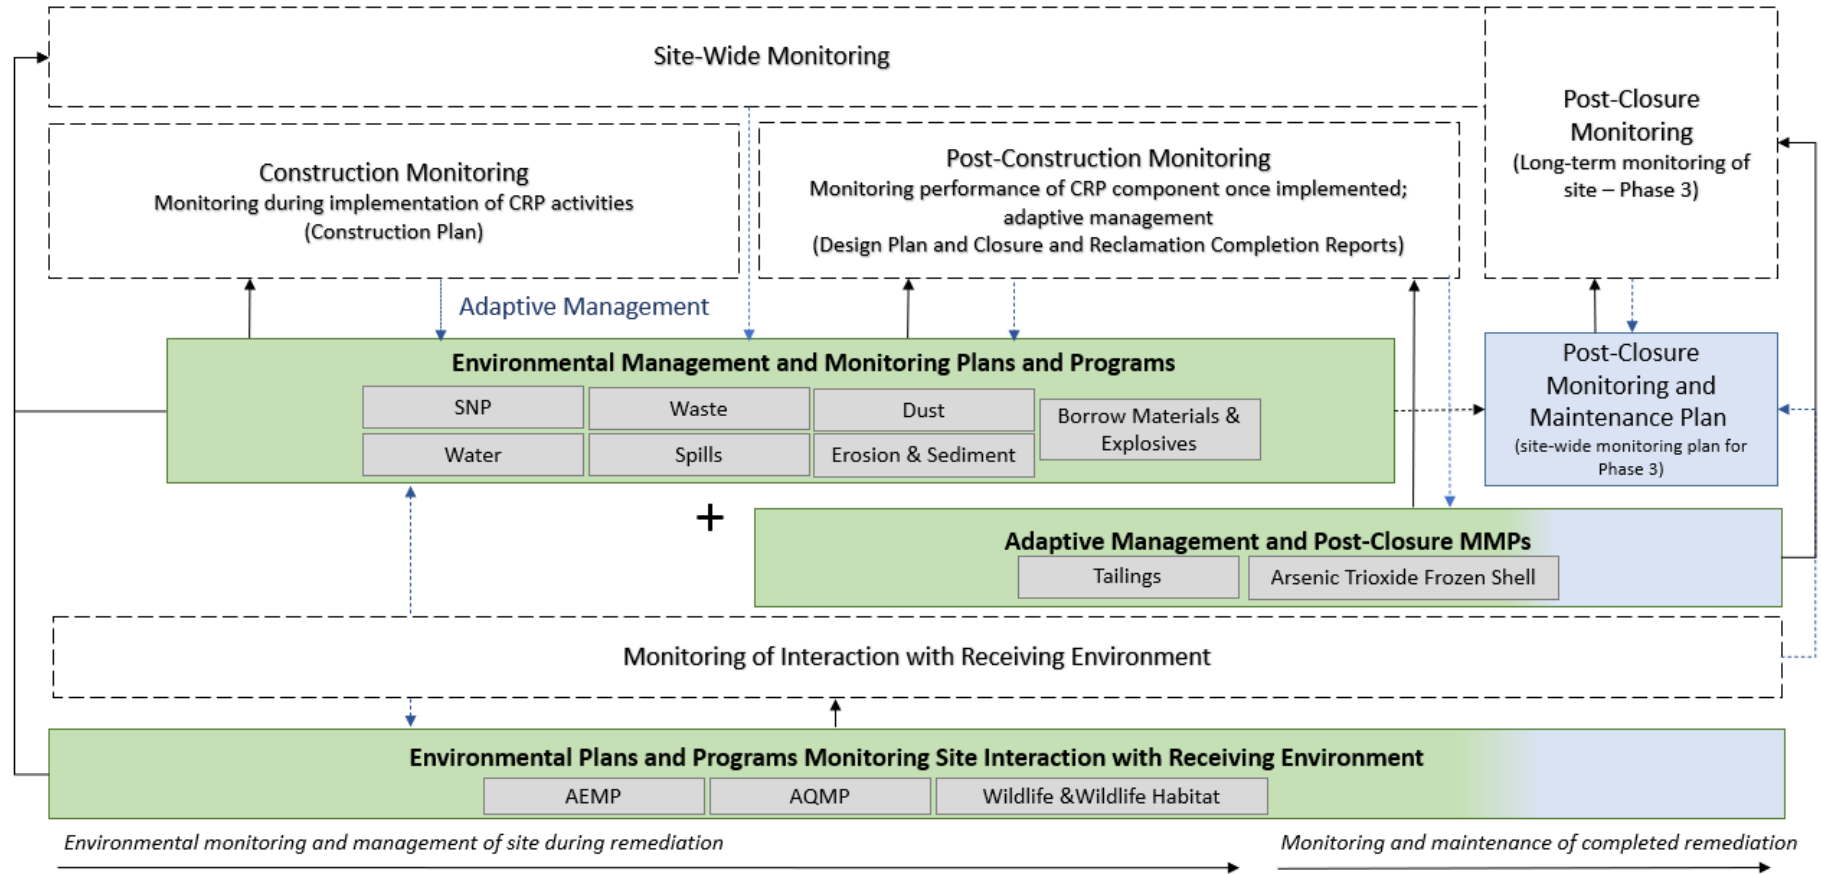 Site-Wide Monitoring
Post-Closure
Monitoring
(Long-term monitoring of
site – Phase 3)
Construction Monitoring
Monitoring during implementation of CRP activities
(Construction Plan)
Post-Construction Monitoring
Monitoring performance of CRP component once implemented;
adaptive management
(Design Plan and Closure and Reclamation Completion Reports)
Adaptive Management
Environmental Management and Monitoring Plans and Programs
SNP
Waste
Dust
Borrow Materials &
Explosives
Water
Spills
Erosion & Sediment
Post-Closure
Monitoring and
Maintenance Plan
(site-wide monitoring plan for
Phase 3)
+
Adaptive Management and Post-Closure MMPs
Tailings
Arsenic Trioxide Frozen Shell
Monitoring of Interaction with Receiving Environment
Environmental Plans and Programs Monitoring Site Interaction with Receiving Environment
AEMP
AQMP
Wildlife &Wildlife Habitat
Environmental monitoring and management of site during remediation
Monitoring and maintenance of completed remediation